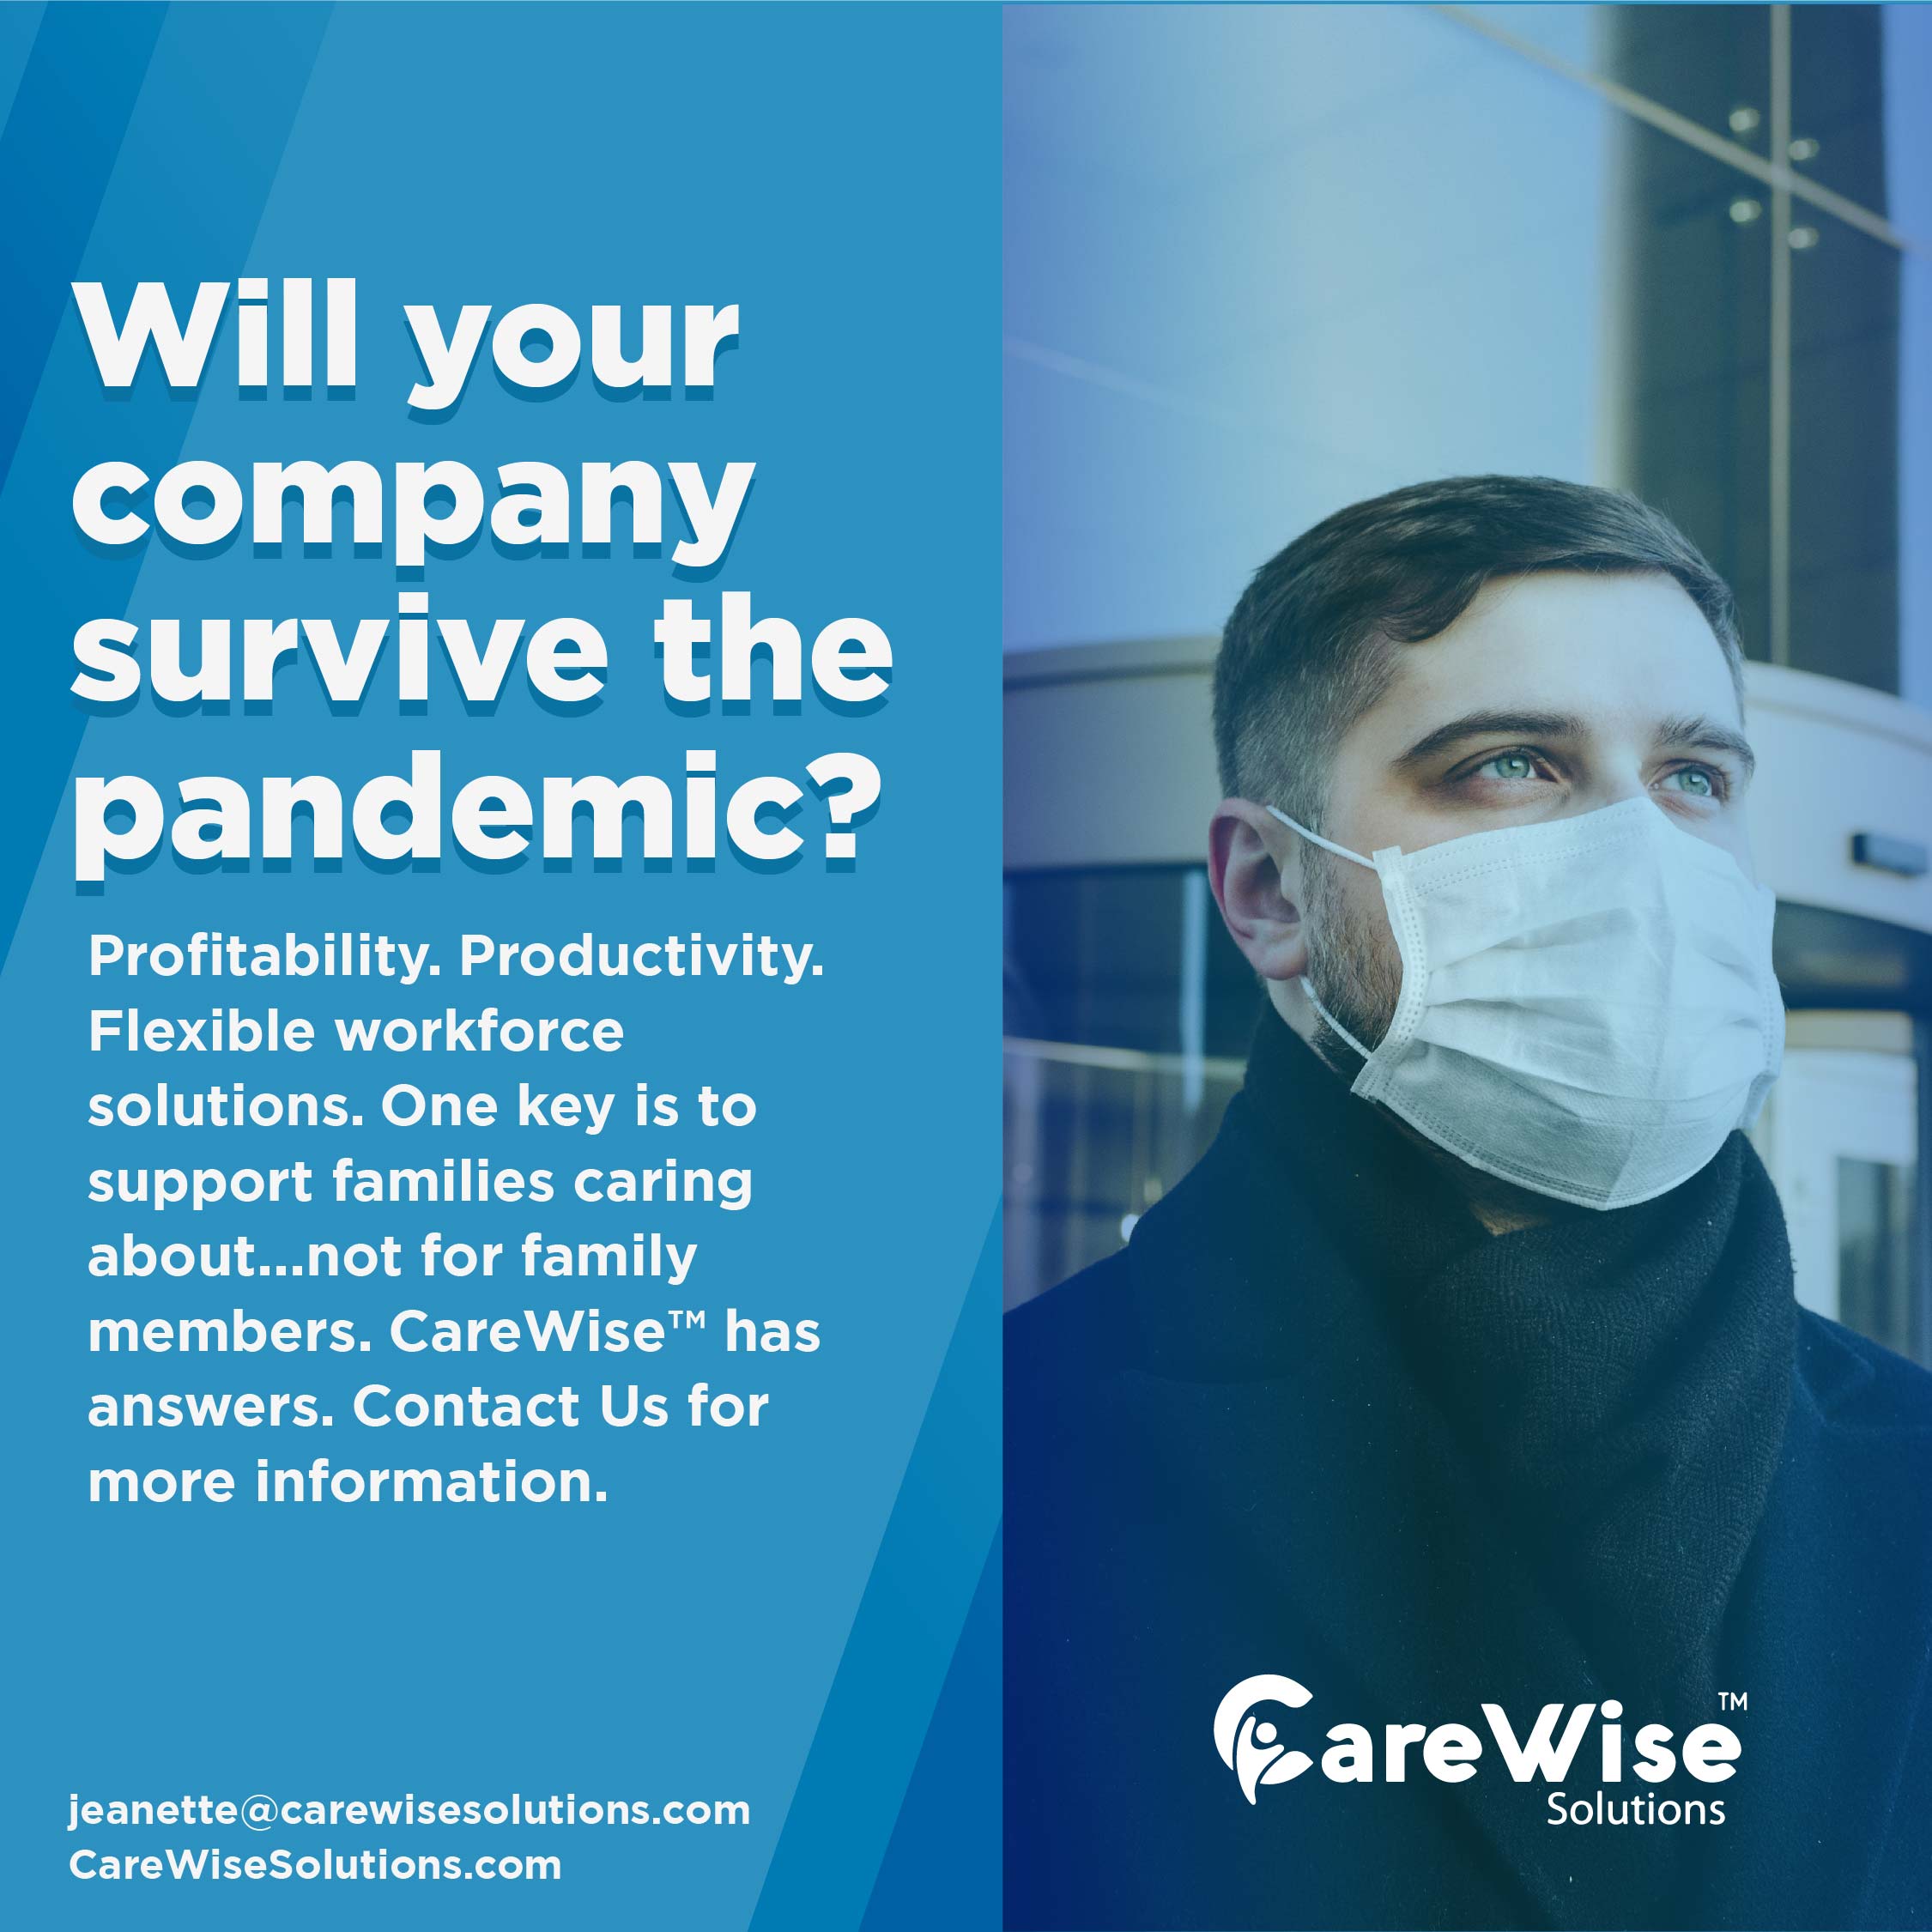 Will your
company
survive the
pandemic?
Profitability. Productivity.
Flexible workforce
solutions. One key is to
support families caring
about...not for family
members. CareWise™ has
answers. Contact Us for
more information.
jeanette@carewisesolutions.com
CareWiseSolutions.com
CareWise™
Solutions